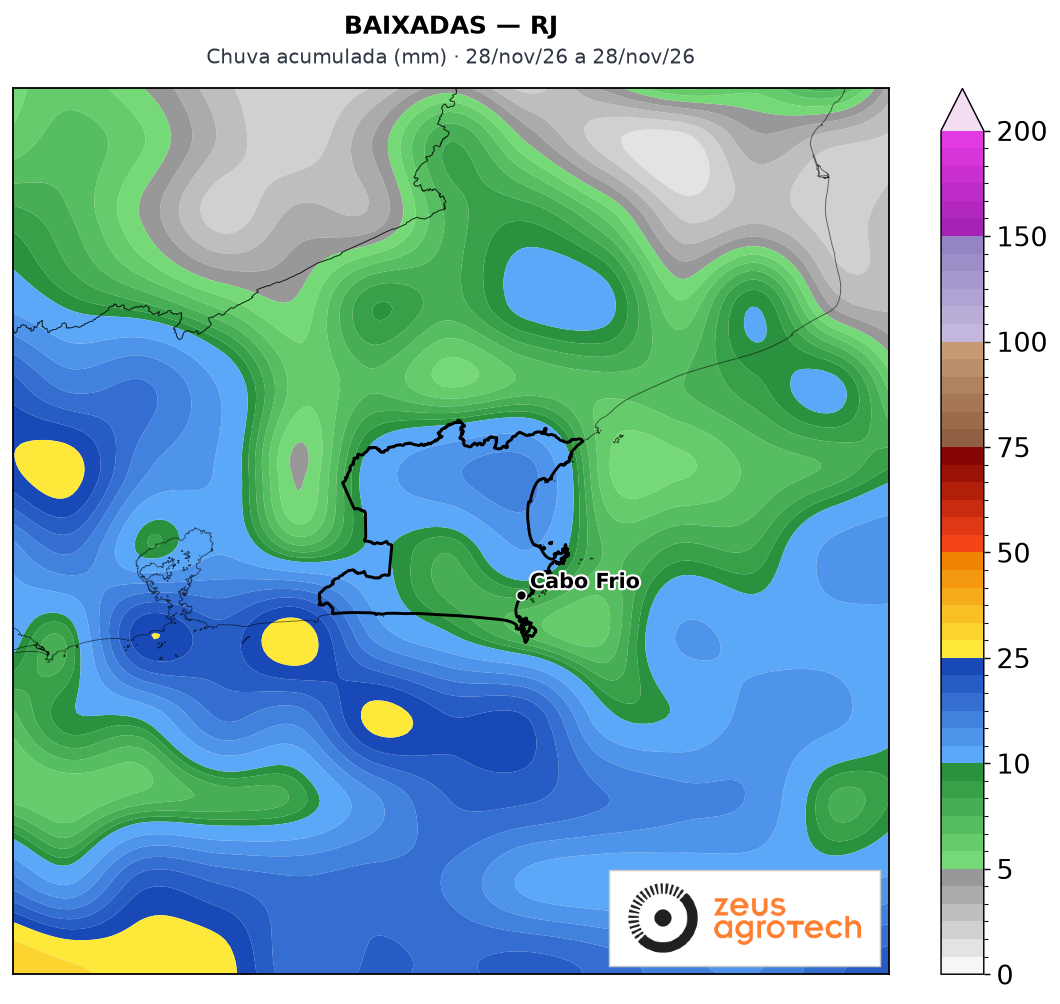 BAIXADAS — RJ
Chuva acumulada (mm) · 28/nov/26 a 28/nov/26
200
150
100
75
50
25
10
5
0
Cabo Frio
zeus
agrotech